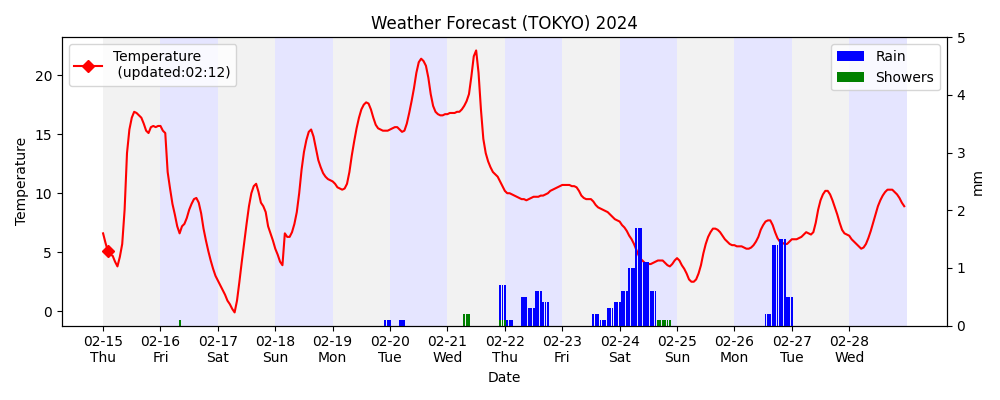 Weather Forecast (TOKYO) 2024
Temperature
(updated:02:12)
Rain
Showers
Temperature
20
15
10
5
0
mm
5
4
3
2
1
0
02-15 02-16 02-17 02-18 02-19 02-20 02-21 02-22 02-23 02-24 02-25 02-26 02-27 02-28
Thu Fri Sat Sun Mon Tue Wed Thu Fri Sat Sun Mon Tue Wed
Date